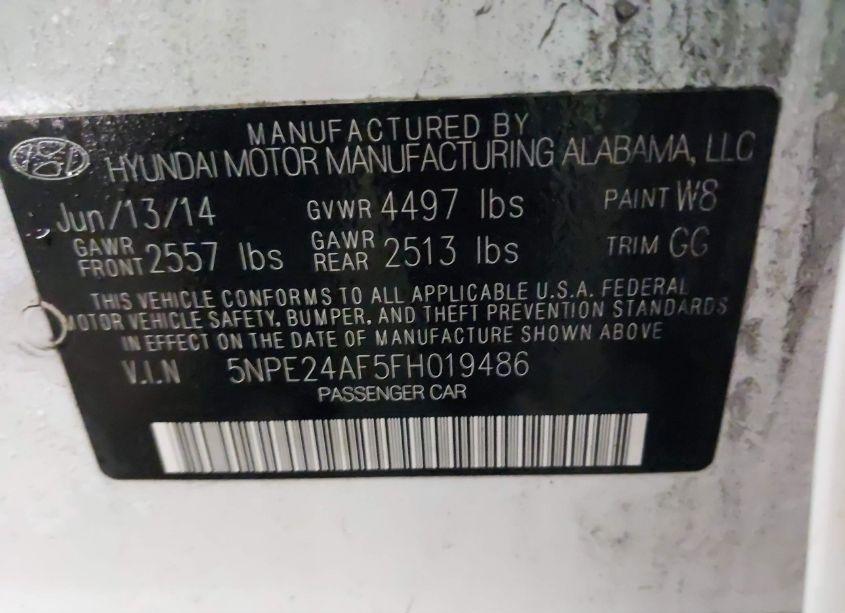 MANUFACTURED BY
HYUNDAI MOTOR MANUFACTURING ALABAMA, LLC
Jun/13/14 GVWR 4497 lbs PAINT W8
GAWR FRONT 2557 lbs GAWR REAR 2513 lbs TRIM GG
THIS VEHICLE CONFORMS TO ALL APPLICABLE U.S.A. FEDERAL
MOTOR VEHICLE SAFETY, BUMPER, AND THEFT PREVENTION STANDARDS
IN EFFECT ON THE DATE OF MANUFACTURE SHOWN ABOVE
V.I.N 5NPE24AF5FH019486
PASSENGER CAR